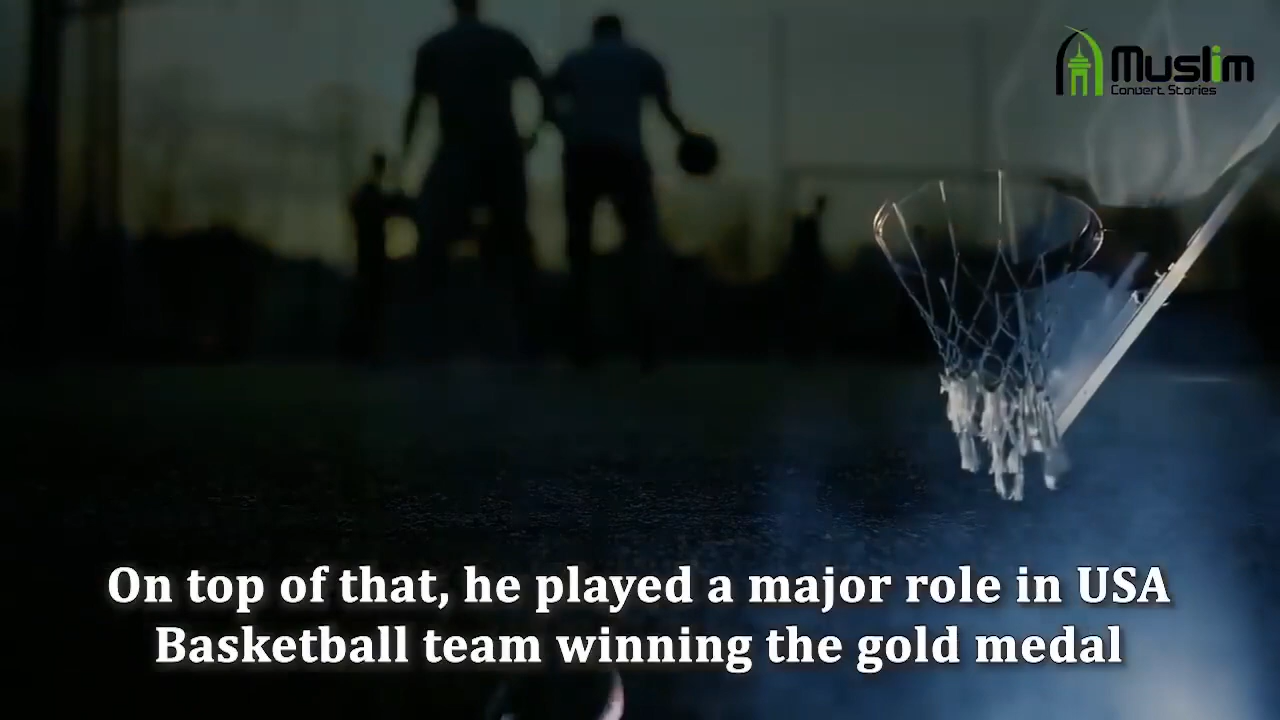 Muslim
Convert Stories
On top of that, he played a major role in USA
Basketball team winning the gold medal